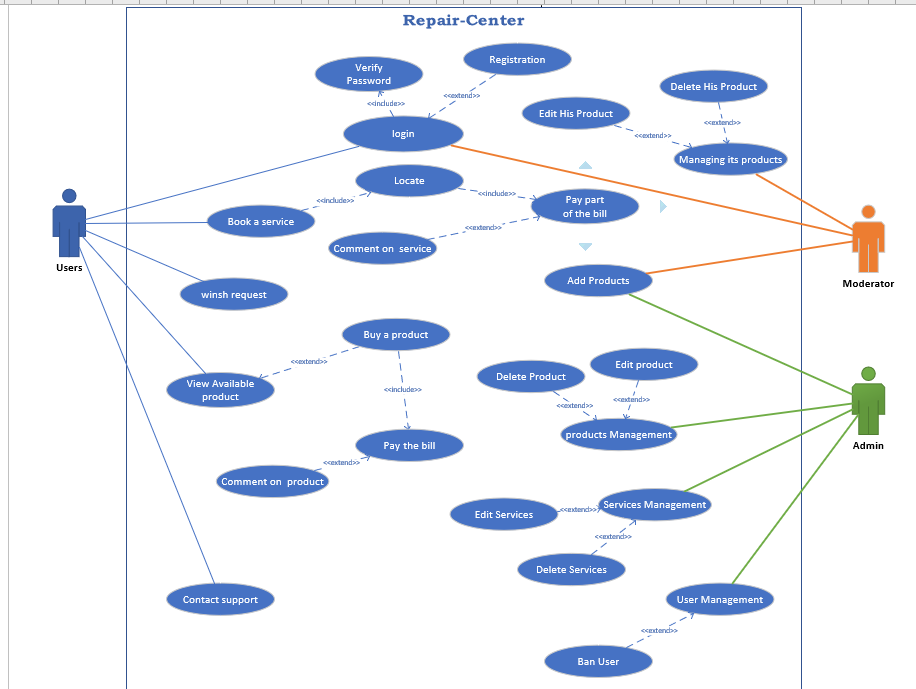 Repair-Center
Verify
Password
Registration
<<include>>
<<extend>>
Delete His Product
Edit His Product
<<extend>>
<<extend>>
login
Managing its products
Locate
<<include>>
<<include>>
Pay part
of the bill
Book a service
<<extend>>
Comment on service
Users
Moderator
Add Products
winsh request
Buy a product
<<extend>>
View Available
product
<<include>>
Delete Product
Edit product
<<extend>>
<<extend>>
products Management
Admin
Pay the bill
<<extend>>
Comment on product
Edit Services
<<extend>>
Services Management
<<extend>>
Delete Services
Contact support
User Management
<<extend>>
Ban User